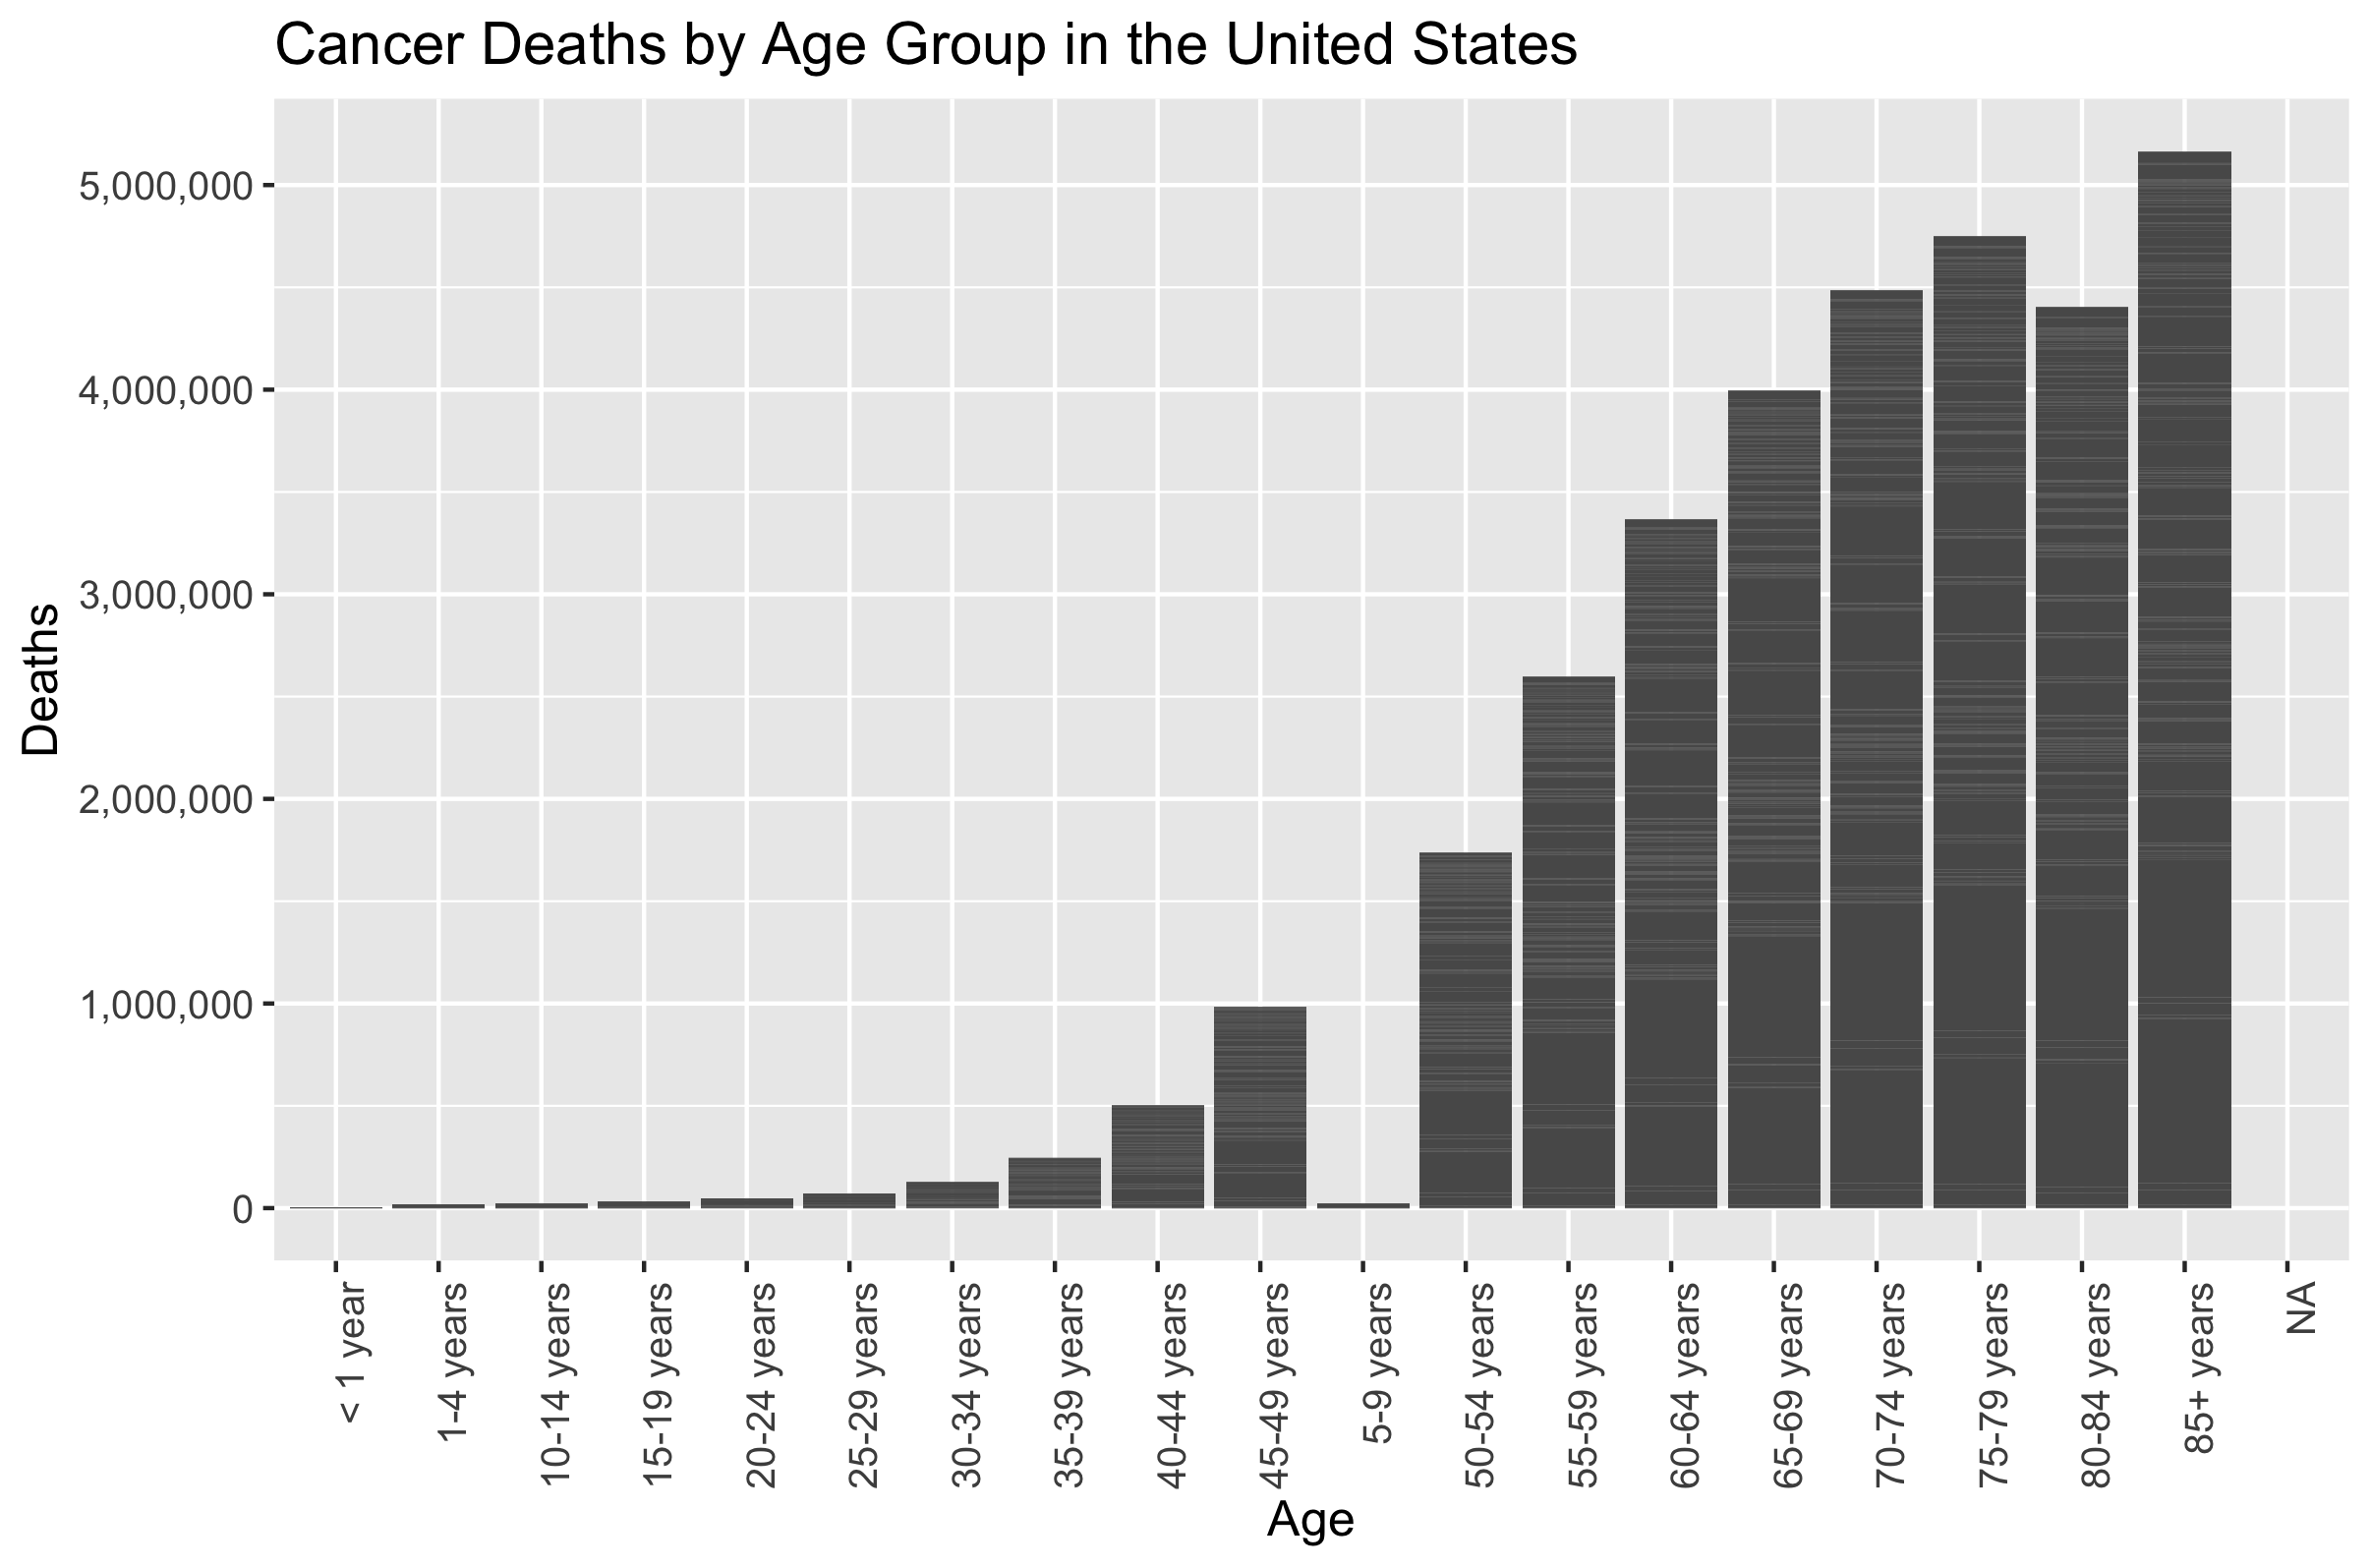 Cancer Deaths by Age Group in the United States
Deaths
5,000,000
4,000,000
3,000,000
2,000,000
1,000,000
0
< 1 year
1-4 years
10-14 years
15-19 years
20-24 years
25-29 years
30-34 years
35-39 years
40-44 years
45-49 years
5-9 years
50-54 years
55-59 years
60-64 years
65-69 years
70-74 years
75-79 years
80-84 years
85+ years
NA
Age